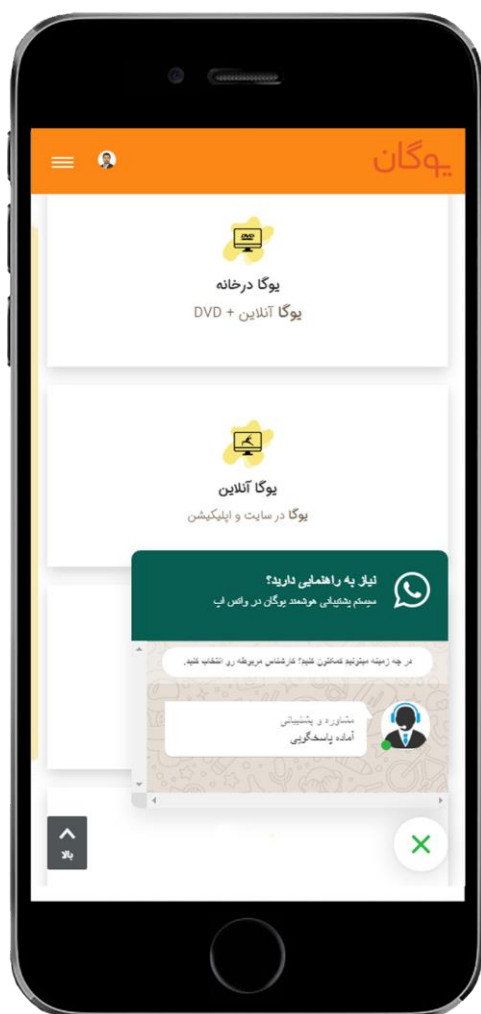 یوگان
DVD
یوگا درخانه
یوگا آنلاین + DVD
یوگا آنلاین
یوگا در سایت و اپلیکیشن
نیاز به راهنمایی دارید؟
سیستم پشتیبانی هوشمند یوگان در واتس اپ
در چه زمینه میتونیم کمکتون کنیم؟ کارشناس مربوطه رو انتخاب کنید.
مشاوره و پشتیبانی
آماده پاسخگویی
بالا